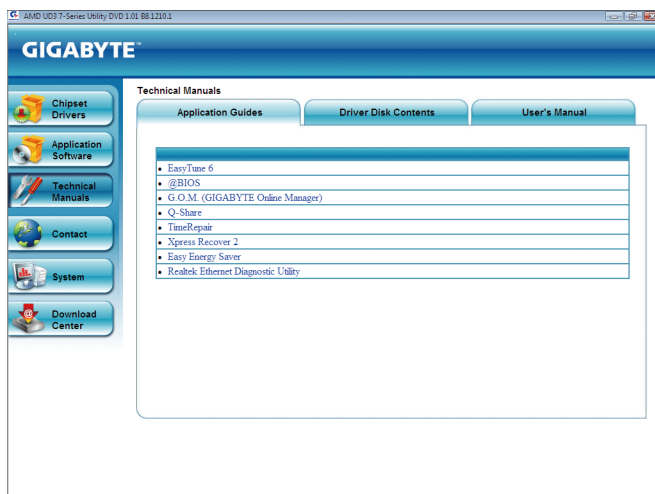 AMD UD3 7-Series Utility DVD 1.01 B8.1210.1
GIGABYTE™
Chipset
Drivers
Application
Software
Technical
Manuals
Contact
System
Download
Center
Technical Manuals
Application Guides
Driver Disk Contents
User's Manual
• EasyTune 6
• @BIOS
• G.O.M. (GIGABYTE Online Manager)
• Q-Share
• TimeRepair
• Xpress Recover 2
• Easy Energy Saver
• Realtek Ethernet Diagnostic Utility